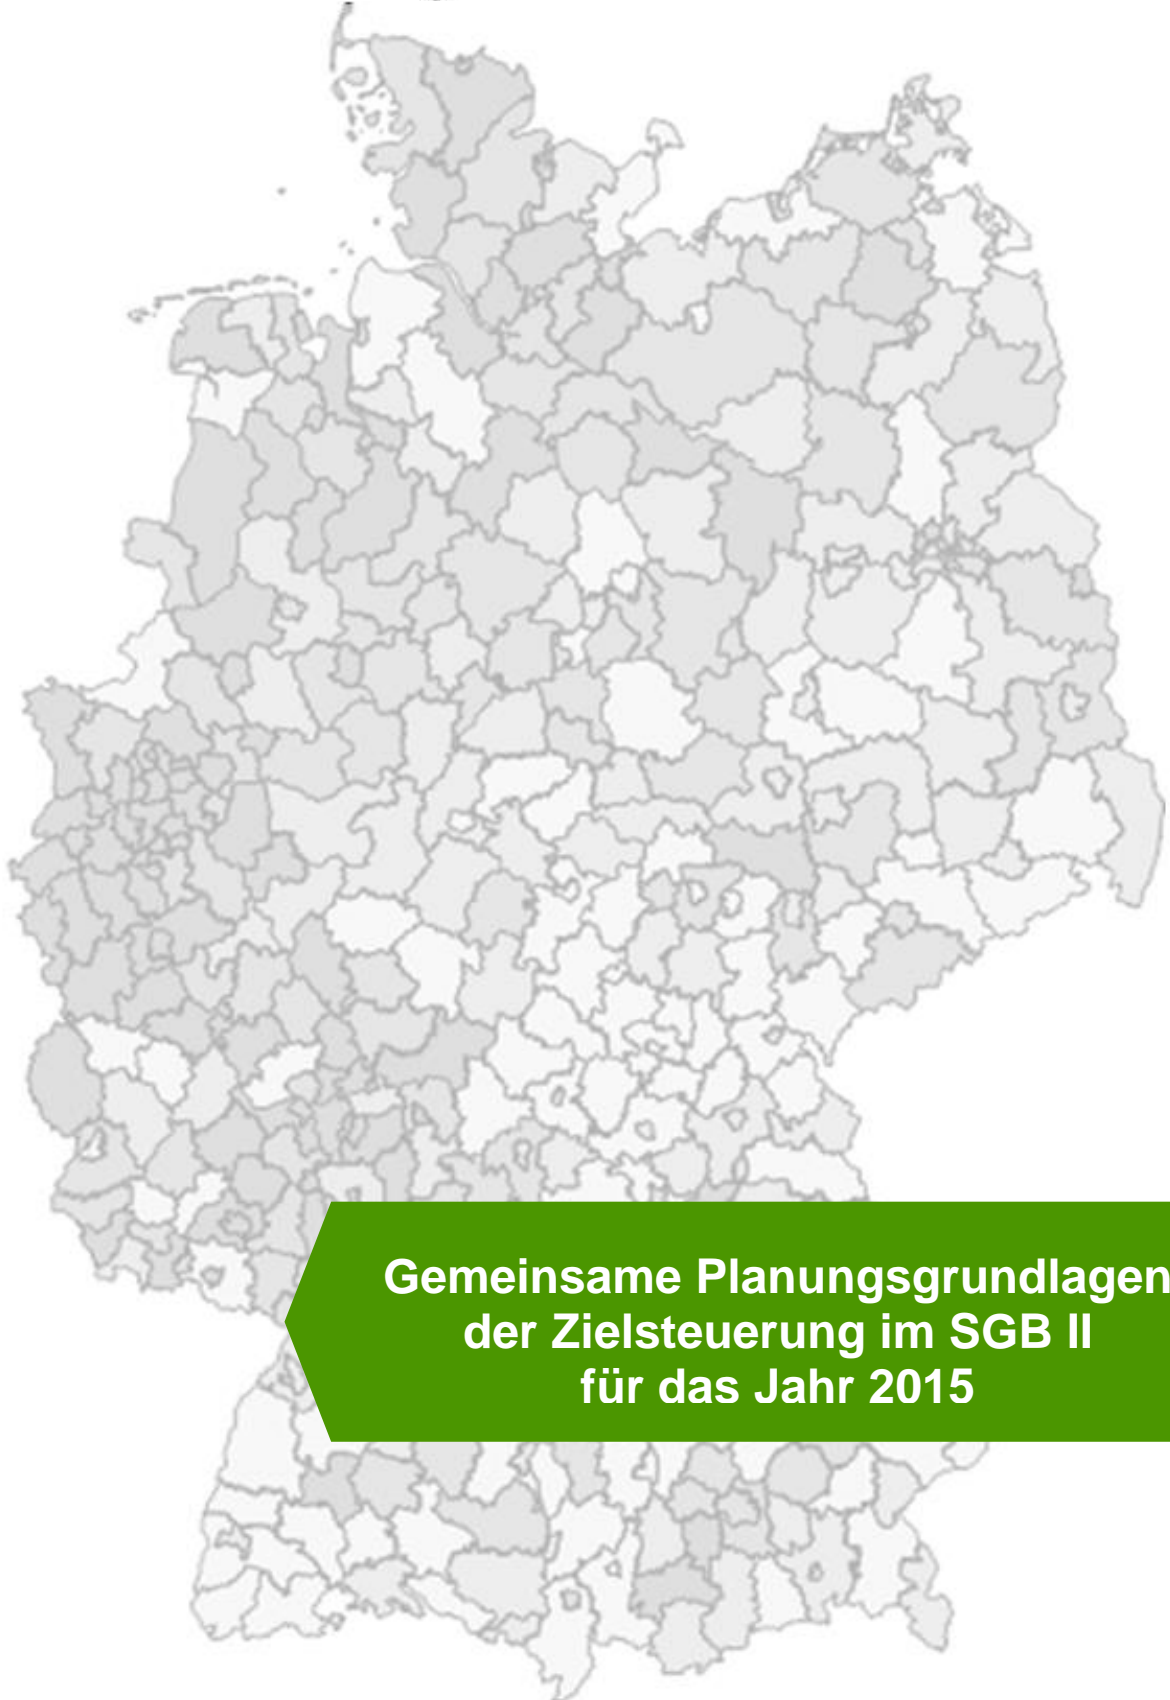 Gemeinsame Planungsgrundlagen
der Zielsteuerung im SGB II
für das Jahr 2015